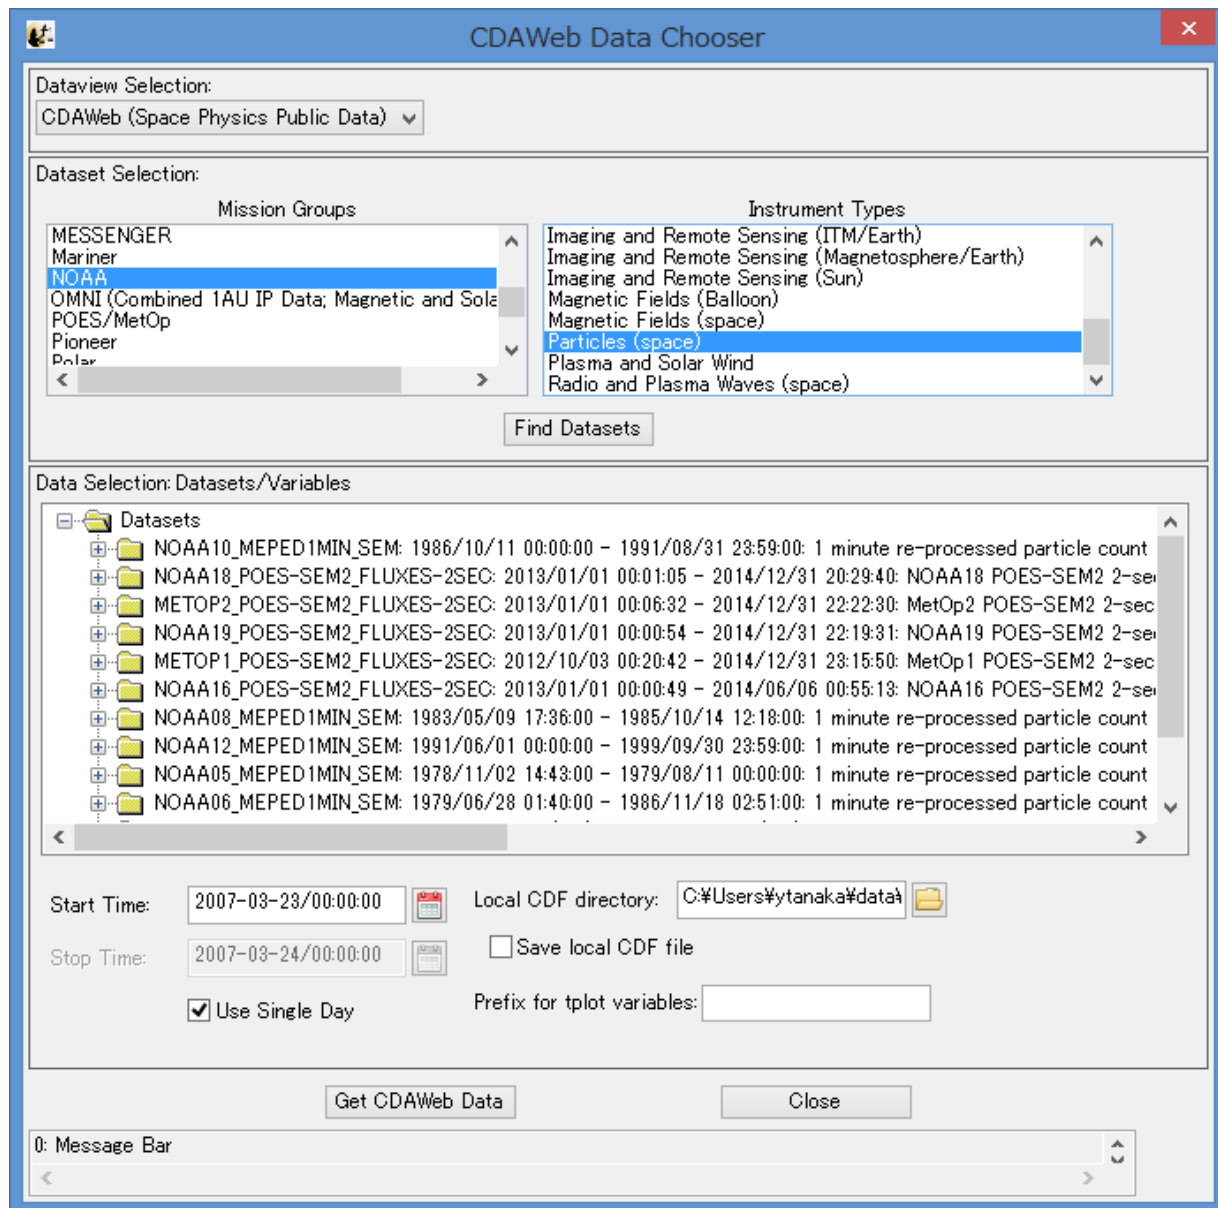 CDAWeb Data Chooser
Dataview Selection:
CDAWeb (Space Physics Public Data)
Dataset Selection:
Mission Groups
MESSENGER
Mariner
NOAA
OMNI (Combined 1AU IP Data; Magnetic and Sola
POES/MetOp
Pioneer
Polar
Instrument Types
Imaging and Remote Sensing (ITM/Earth)
Imaging and Remote Sensing (Magnetosphere/Earth)
Imaging and Remote Sensing (Sun)
Magnetic Fields (Balloon)
Magnetic Fields (space)
Particles (space)
Plasma and Solar Wind
Radio and Plasma Waves (space)
Find Datasets
Data Selection: Datasets/Variables
Datasets
NOAA10_MEPED1MIN_SEM: 1986/10/11 00:00:00 - 1991/08/31 23:59:00: 1 minute re-processed particle count
NOAA18_POES-SEM2_FLUXES-2SEC: 2013/01/01 00:01:05 - 2014/12/31 20:29:40: NOAA18 POES-SEM2 2-se
METOP2_POES-SEM2_FLUXES-2SEC: 2013/01/01 00:06:32 - 2014/12/31 22:22:30: MetOp2 POES-SEM2 2-sec
NOAA19_POES-SEM2_FLUXES-2SEC: 2013/01/01 00:00:54 - 2014/12/31 22:19:31: NOAA19 POES-SEM2 2-se
METOP1_POES-SEM2_FLUXES-2SEC: 2012/10/03 00:20:42 - 2014/12/31 23:15:50: MetOp1 POES-SEM2 2-sec
NOAA16_POES-SEM2_FLUXES-2SEC: 2013/01/01 00:00:49 - 2014/06/06 00:55:13: NOAA16 POES-SEM2 2-se
NOAA08_MEPED1MIN_SEM: 1983/05/09 17:36:00 - 1985/10/14 12:18:00: 1 minute re-processed particle count
NOAA12_MEPED1MIN_SEM: 1991/06/01 00:00:00 - 1999/09/30 23:59:00: 1 minute re-processed particle count
NOAA05_MEPED1MIN_SEM: 1978/11/02 14:43:00 - 1979/08/11 00:00:00: 1 minute re-processed particle count
NOAA06_MEPED1MIN_SEM: 1979/06/28 01:40:00 - 1986/11/18 02:51:00: 1 minute re-processed particle count
Start Time: 2007-03-23/00:00:00
Stop Time: 2007-03-24/00:00:00
Use Single Day
Local CDF directory: C:¥Users¥ytanaka¥data¥
Save local CDF file
Prefix for tplot variables:
Get CDAWeb Data
Close
0: Message Bar